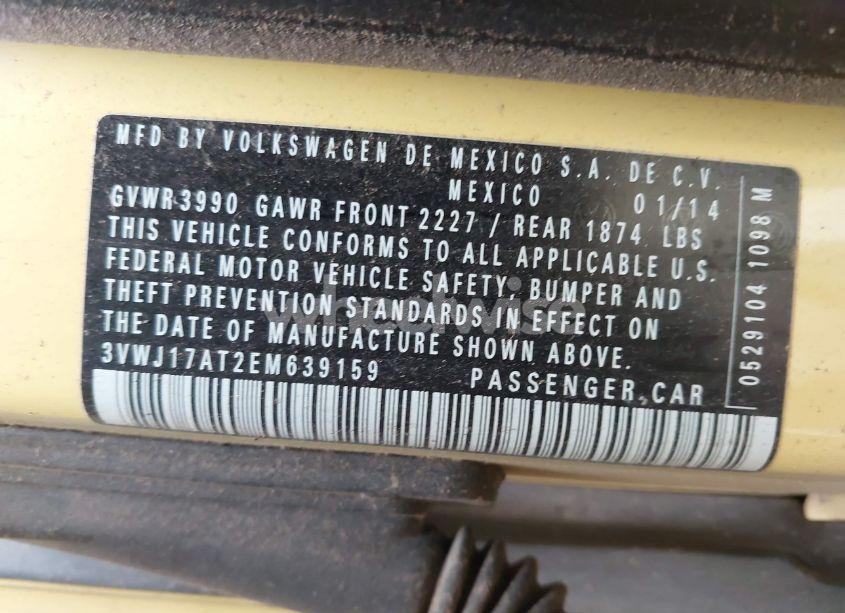 MFD BY VOLKSWAGEN DE MEXICO S.A. DE C.V.
MEXICO 01/14
GVWR3990 GAWR FRONT 2227 / REAR 1874 LBS
THIS VEHICLE CONFORMS TO ALL APPLICABLE U.S.
FEDERAL MOTOR VEHICLE SAFETY, BUMPER AND
THEFT PREVENTION STANDARDS IN EFFECT ON
THE DATE OF MANUFACTURE SHOWN ABOVE.
3VWJ17AT2EM639159 PASSENGER CAR
0529104 1098 M
wheelwise